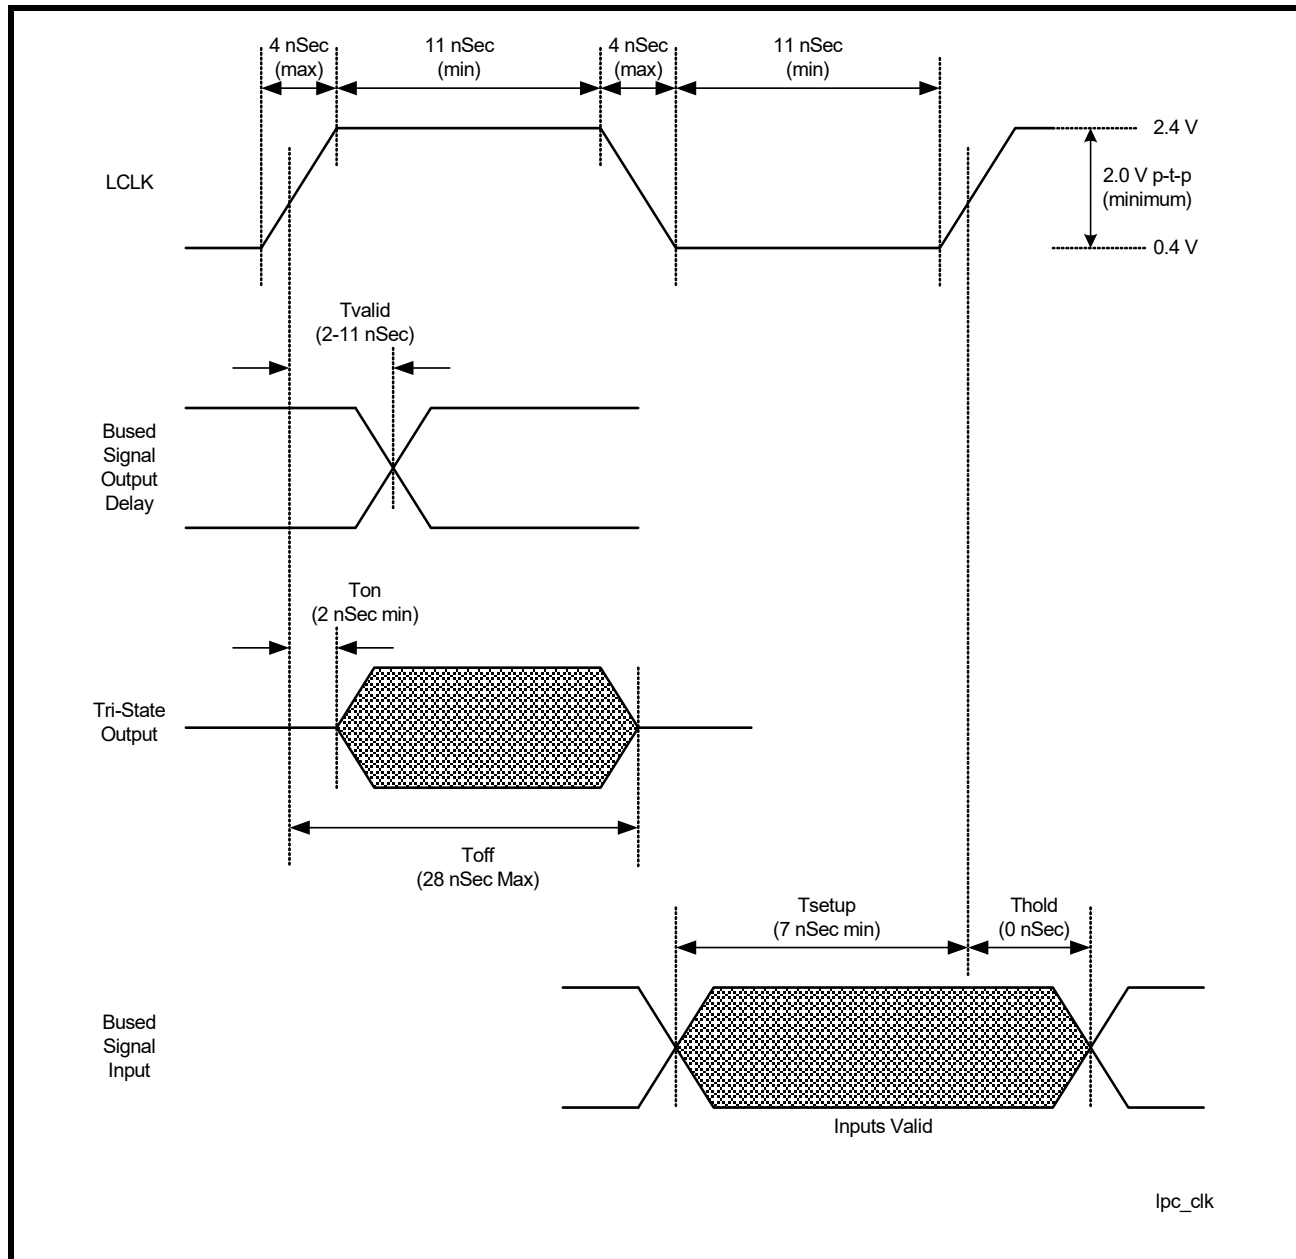 4 nSec
(max)
11 nSec
(min)
4 nSec
(max)
11 nSec
(min)
2.4 V
LCLK
2.0 V p-t-p
(minimum)
0.4 V
Tvalid
(2-11 nSec)
Bused
Signal
Output
Delay
Ton
(2 nSec min)
Tri-State
Output
Toff
(28 nSec Max)
Tsetup
(7 nSec min)
Thold
(0 nSec)
Bused
Signal
Input
Inputs Valid
lpc_clk